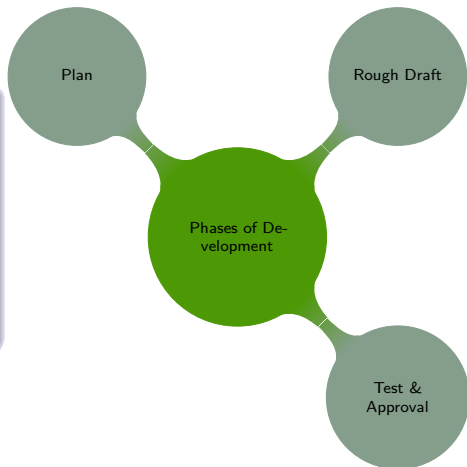 Plan
Rough Draft
Phases of De-
velopment
Test &
Approval